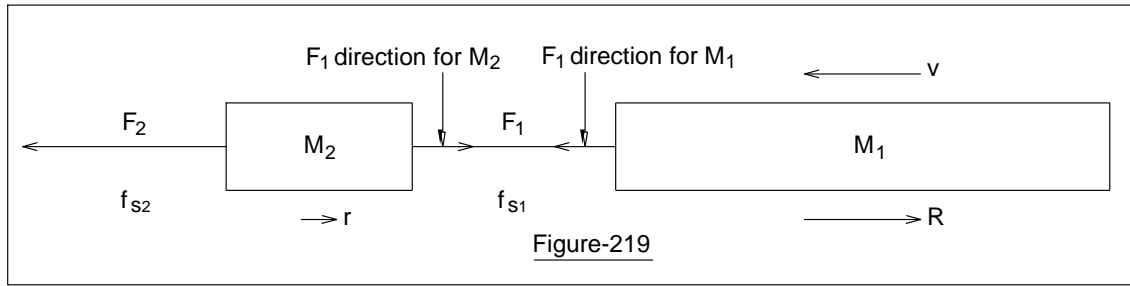 F₁ direction for M₂ F₁ direction for M₁ v
F₂ M₂ F₁ M₁
fS2 r fS1 R
Figure-219